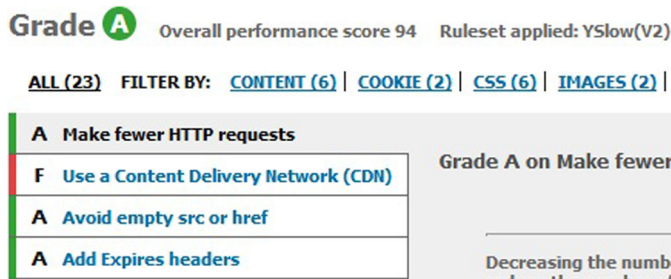 Grade A Overall performance score 94 Ruleset applied: YSlow(V2)
ALL (23) FILTER BY: CONTENT (6) | COOKIE (2) | CSS (6) | IMAGES (2) |
A Make fewer HTTP requests
F Use a Content Delivery Network (CDN)
A Avoid empty src or href
A Add Expires headers
Grade A on Make fewer
Decreasing the numb